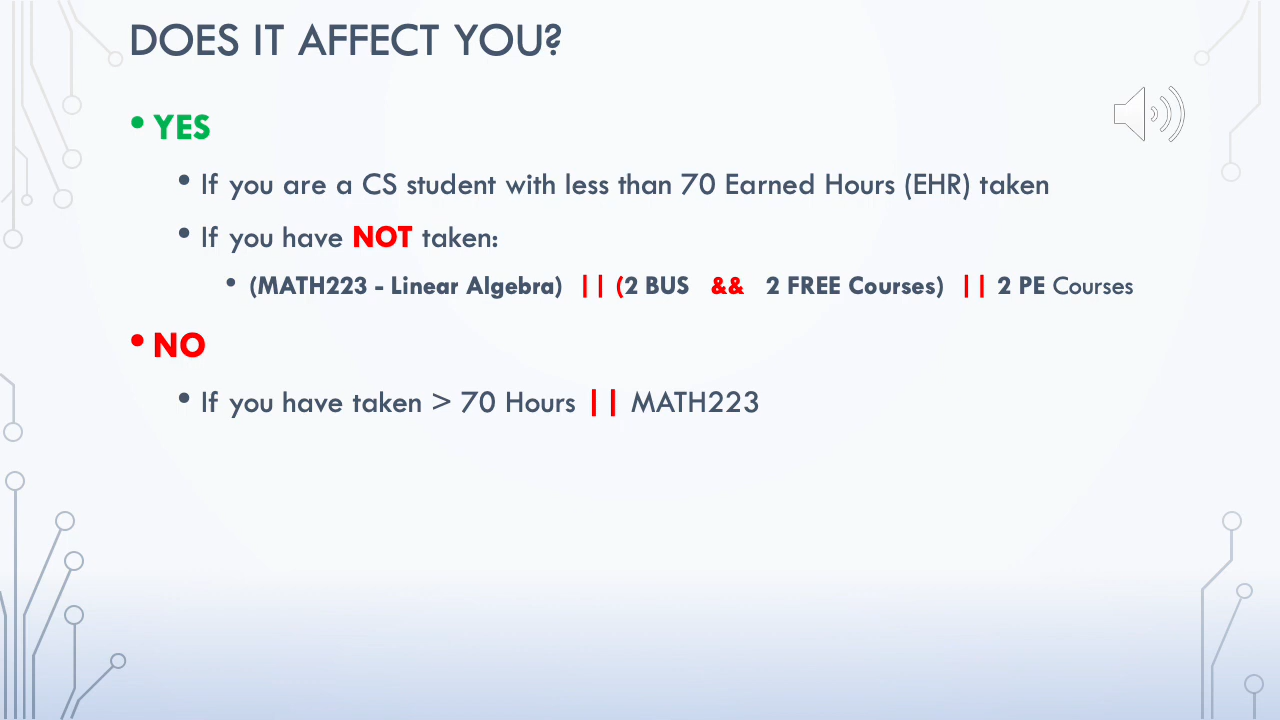 DOES IT AFFECT YOU?
• YES
• If you are a CS student with less than 70 Earned Hours (EHR) taken
• If you have NOT taken:
• (MATH223 - Linear Algebra) || (2 BUS && 2 FREE Courses) || 2 PE Courses
• NO
• If you have taken > 70 Hours || MATH223